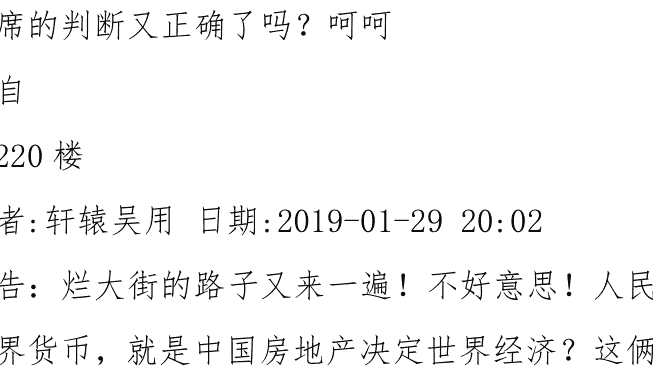 席的判断又正确了吗？呵呵
自
220 楼
者:轩辕吴用 日期:2019-01-29 20:02
告：烂大街的路子又来一遍！不好意思！人民
界货币，就是中国房地产决定世界经济？这俩